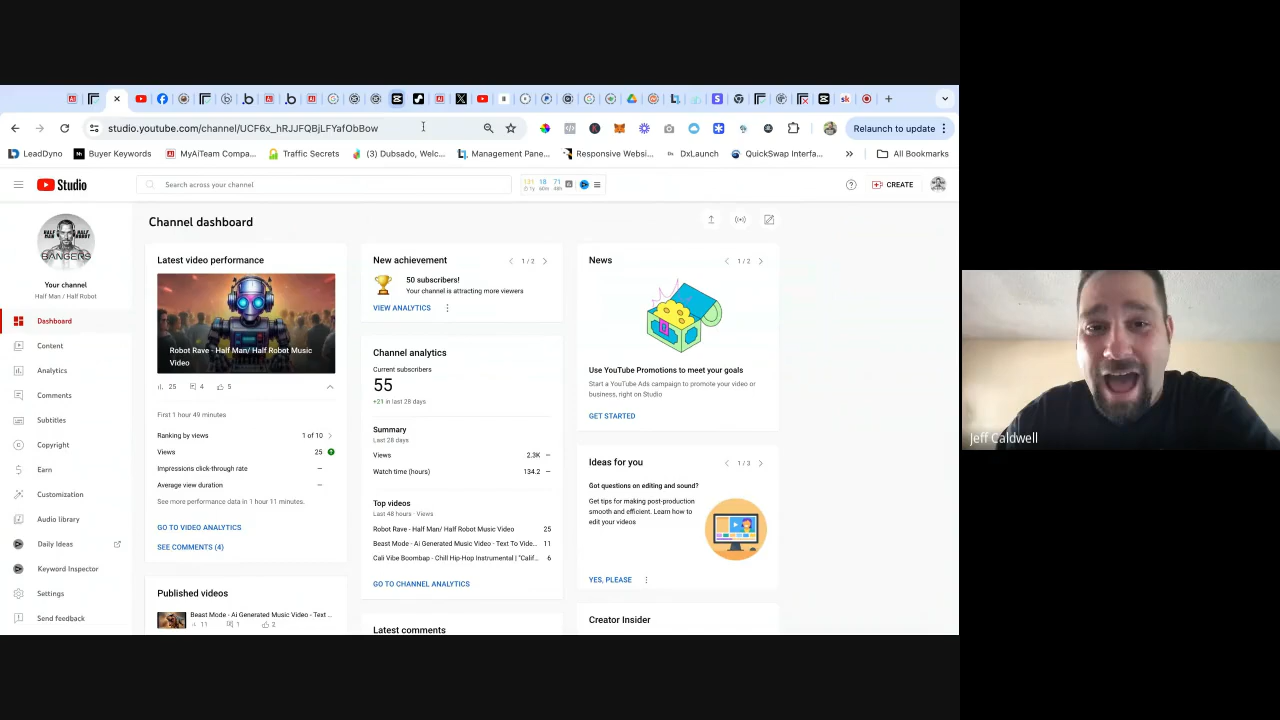 studio.youtube.com/channel/UCF6x_hRJJFQBjLFYafObBow
Relaunch to update
LeadDyno
Buyer Keywords
MyAiTeam Compa...
Traffic Secrets
(3) Dubsado, Welc...
Management Pane...
Responsive Websi...
DxLaunch
QuickSwap Interfa...
All Bookmarks
Studio
Search across your channel
CREATE
Channel dashboard
HALF MAN HALF ROBOT
BANGERS
Your channel
Half Man / Half Robot
Dashboard
Content
Analytics
Comments
Subtitles
Copyright
Earn
Customization
Audio library
Daily Ideas
Keyword Inspector
Settings
Send feedback
Latest video performance
Robot Rave - Half Man/ Half Robot Music
Video
25
4
5
First 1 hour 49 minutes
Ranking by views
1 of 10
Views
25
Impressions click-through rate
–
Average view duration
–
See more performance data in 1 hour 11 minutes.
GO TO VIDEO ANALYTICS
SEE COMMENTS (4)
Published videos
Beast Mode - Ai Generated Music Video - Text ...
11
1
2
New achievement
1 / 2
50 subscribers!
Your channel is attracting more viewers
VIEW ANALYTICS
Channel analytics
Current subscribers
55
+21 in last 28 days
Summary
Last 28 days
Views
2.3K –
Watch time (hours)
134.2 –
Top videos
Last 48 hours · Views
Robot Rave - Half Man/ Half Robot Music Video
25
Beast Mode - Ai Generated Music Video - Text To Vide...
11
Cali Vibe Boombap - Chill Hip-Hop Instrumental | "Calif...
6
GO TO CHANNEL ANALYTICS
Latest comments
News
1 / 2
Use YouTube Promotions to meet your goals
Start a YouTube Ads campaign to promote your video or
business, right on Studio
GET STARTED
Ideas for you
1 / 3
Got questions on editing and sound?
Get tips for making post-production
smooth and efficient. Learn how to
edit your videos
YES, PLEASE
Creator Insider
Jeff Caldwell